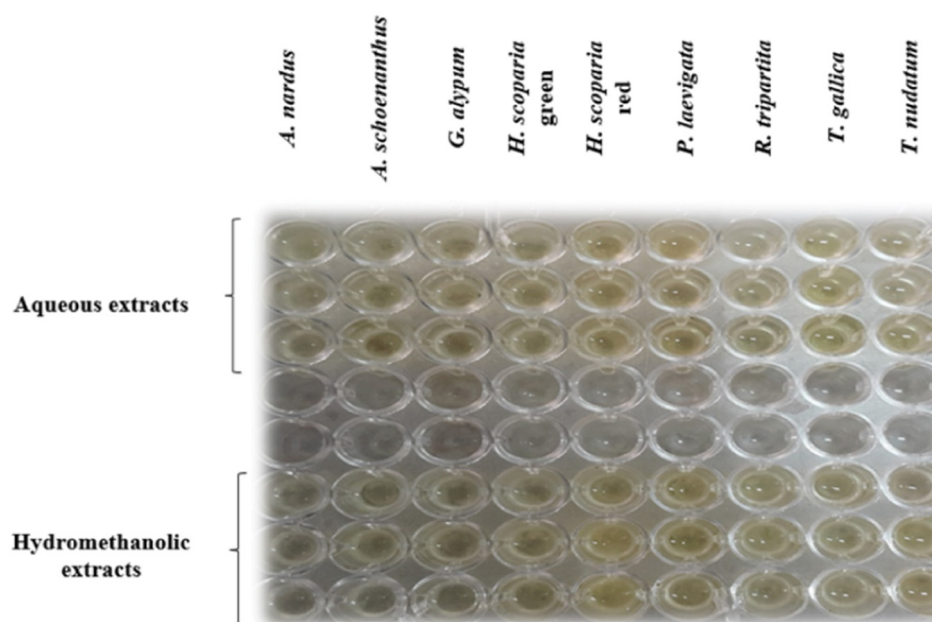 A. nardus
A. schoenanthus
G. alypum
H. scoparia
green
H. scoparia
red
P. laevigata
R. tripartita
T. gallica
T. nudatum
Aqueous extracts
Hydromethanolic
extracts